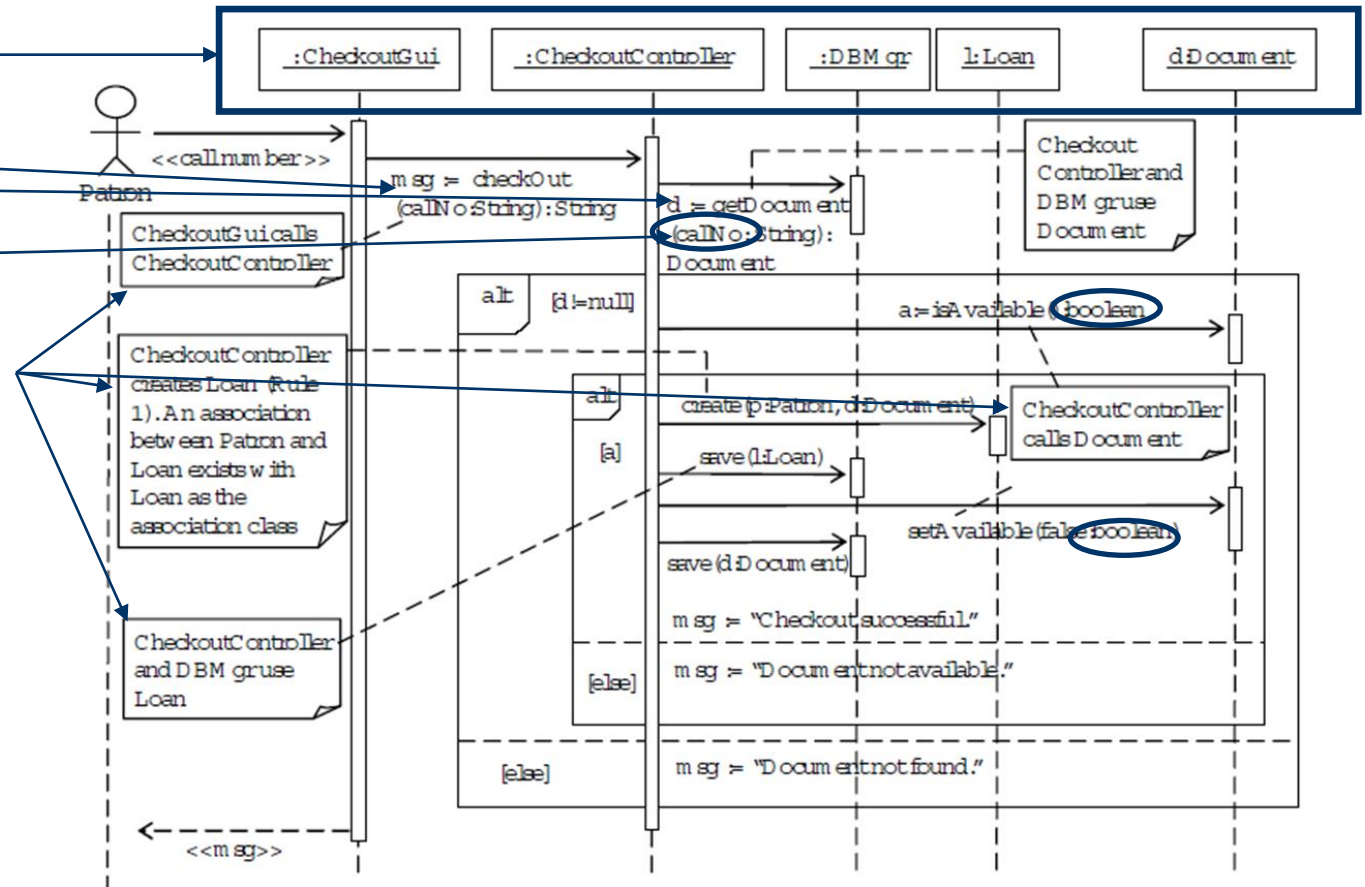 :CheckoutGui
:CheckoutController
:DBMgr
l:Loan
d:Document
<<callnumber>>
Patron
msg := checkOut
(callNo:String):String
d := getDocument
(callNo:String):
Document
Checkout
Controller and
DBMgr use
Document
CheckoutGui calls
CheckoutController
alt
[d!=null]
a:=isAvailable():boolean
CheckoutController
creates Loan (Rule
1). An association
between Patron and
Loan exists with
Loan as the
association class
alt
[a]
create(p:Patron, d:Document)
CheckoutController
calls Document
save(l:Loan)
setAvailable(false:boolean)
save(d:Document)
msg := "Checkout successful."
CheckoutController
and DBMgr use
Loan
[else]
msg := "Document not available."
[else]
msg := "Document not found."
<<msg>>